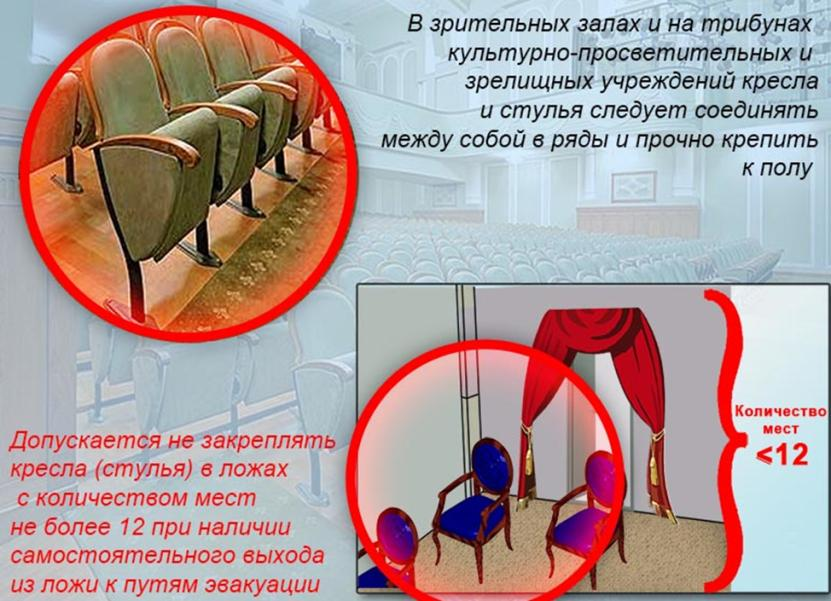 В зрительных залах и на трибунах
культурно-просветительных и
зрелищных учреждений кресла
и стулья следует соединять
между собой в ряды и прочно крепить
к полу
Количество
мест
⩽12
Допускается не закреплять
кресла (стулья) в ложах
с количеством мест
не более 12 при наличии
самостоятельного выхода
из ложи к путям эвакуации